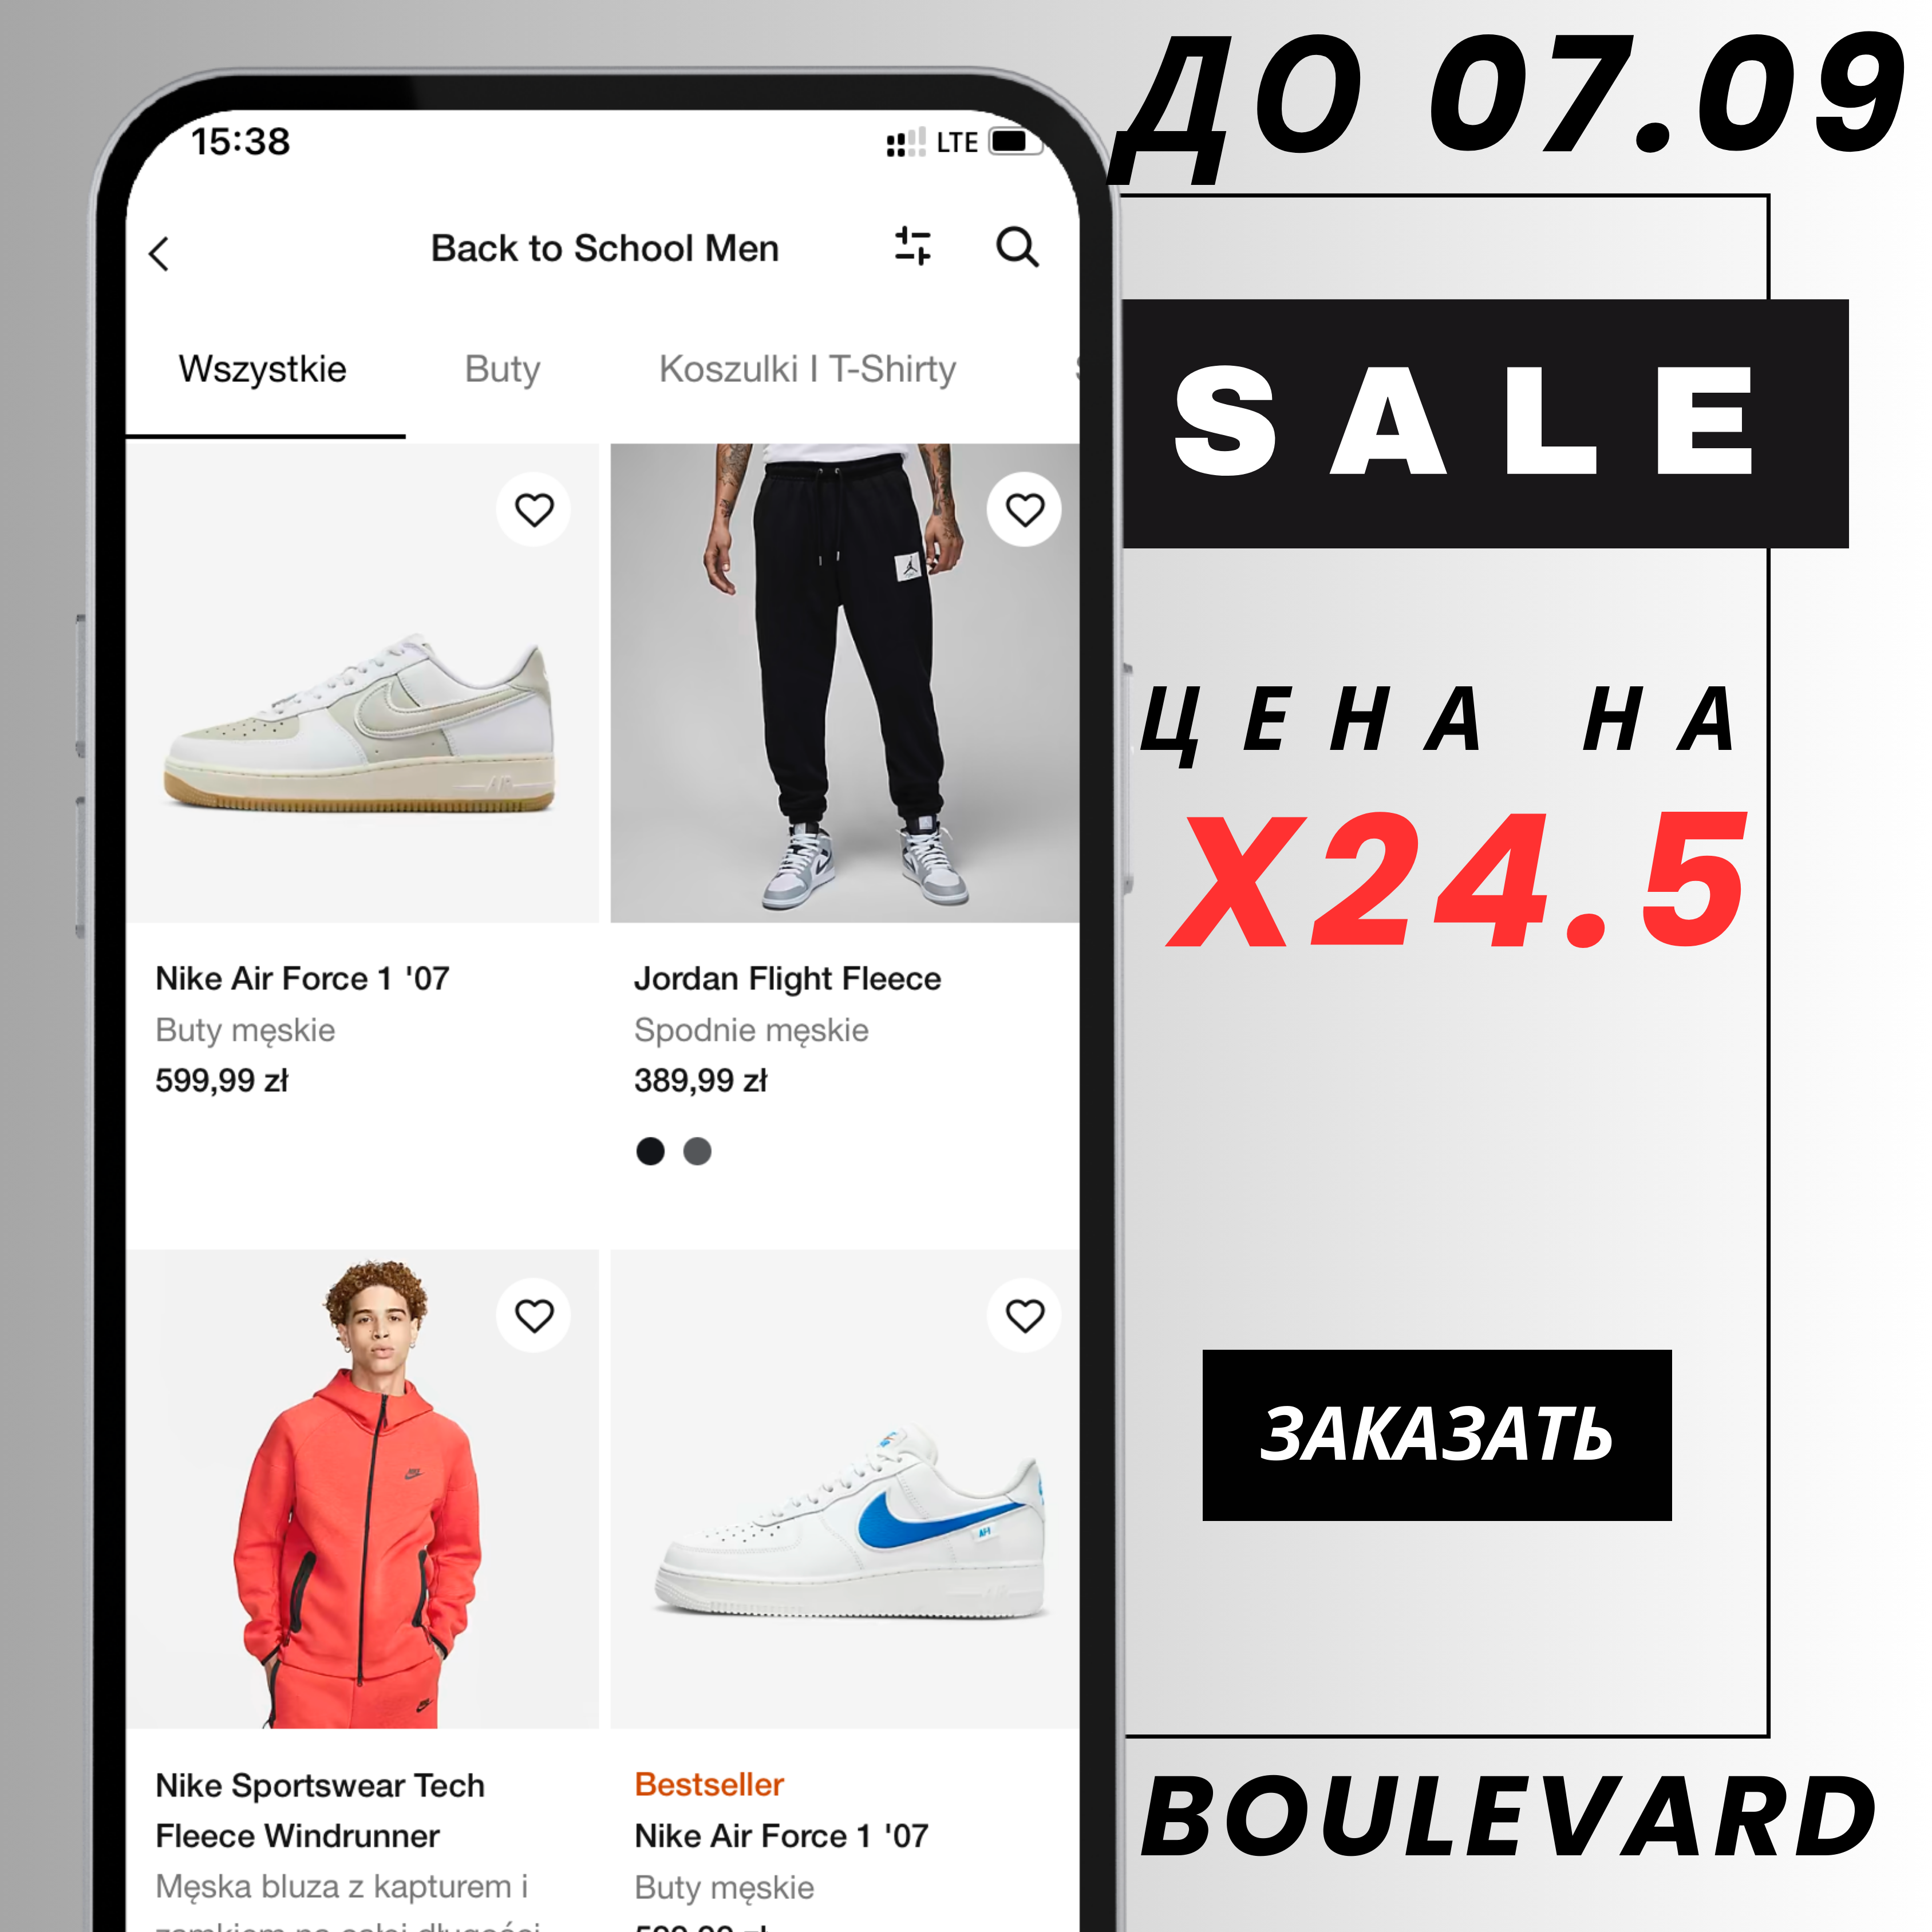 ДО 07.09
15:38
LTE
Back to School Men
Wszystkie Buty Koszulki I T-Shirty
SALE
ЦЕНА НА
X24.5
Nike Air Force 1 '07
Buty męskie
599,99 zł
Jordan Flight Fleece
Spodnie męskie
389,99 zł
ЗАКАЗАТЬ
Nike Sportswear Tech
Fleece Windrunner
Męska bluza z kapturem i
Bestseller
Nike Air Force 1 '07
Buty męskie
BOULEVARD